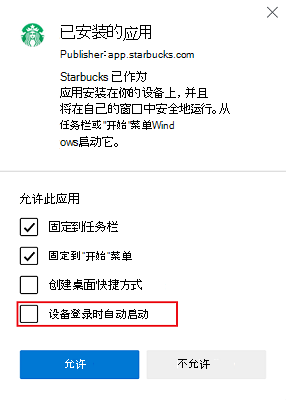 已安装的应用
Publisher: app.starbucks.com
Starbucks 已作为
应用安装在你的设备上, 并且
将在自己的窗口中安全地运行。从
任务栏或"开始"菜单Wind
ows启动它。
允许此应用
固定到任务栏
固定到"开始"菜单
创建桌面快捷方式
设备登录时自动启动
允许
不允许